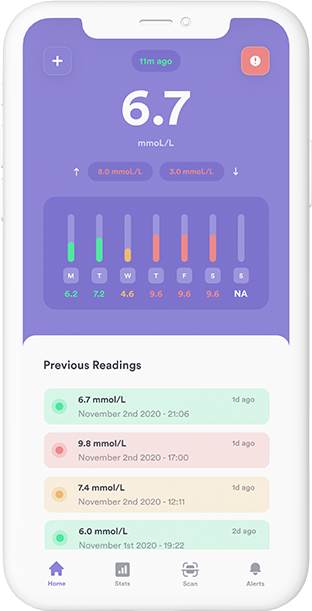 11m ago
6.7
mmoL/L
8.0 mmoL/L 3.0 mmoL/L
M T W T F S S
6.2 7.2 4.6 9.6 9.6 9.6 NA
Previous Readings
6.7 mmol/L 1d ago
November 2nd 2020 - 21:06
9.8 mmol/L 1d ago
November 2nd 2020 - 17:00
7.4 mmol/L 1d ago
November 2nd 2020 - 12:11
6.0 mmol/L 2d ago
November 1st 2020 - 19:22
Home Stats Scan Alerts